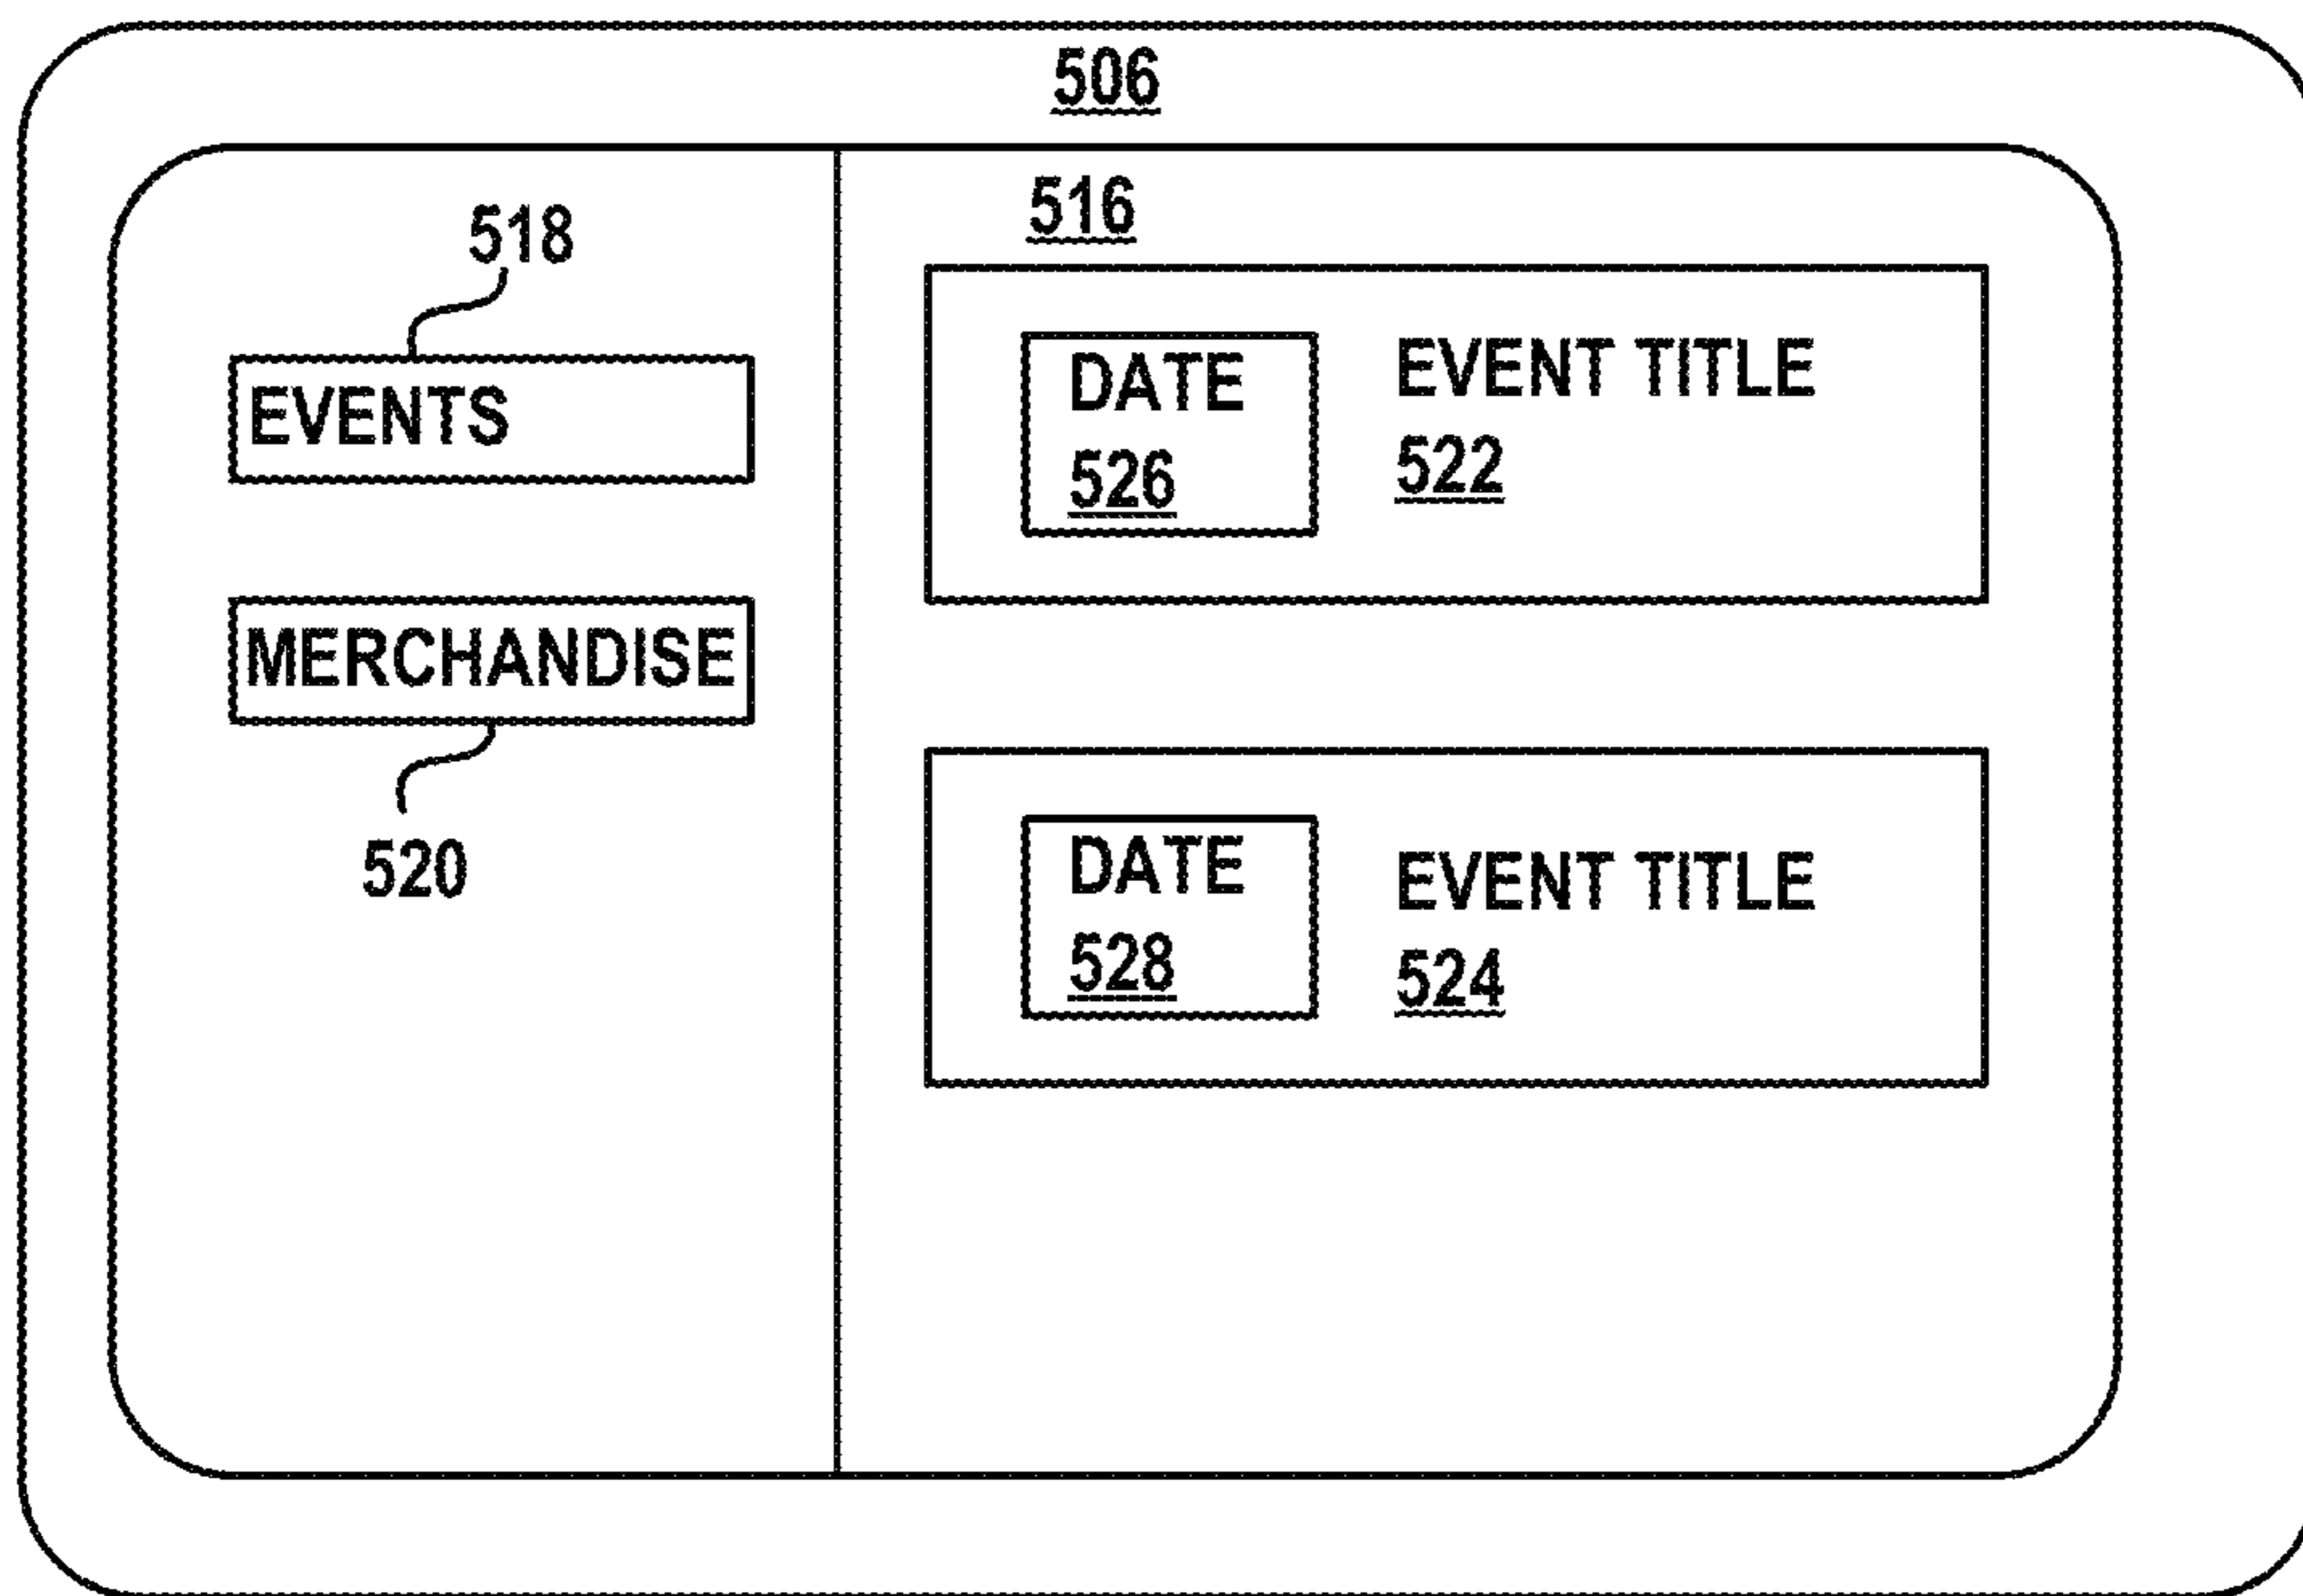 506
518
EVENTS
MERCHANDISE
520
516
DATE
526
EVENT TITLE
522
DATE
528
EVENT TITLE
524